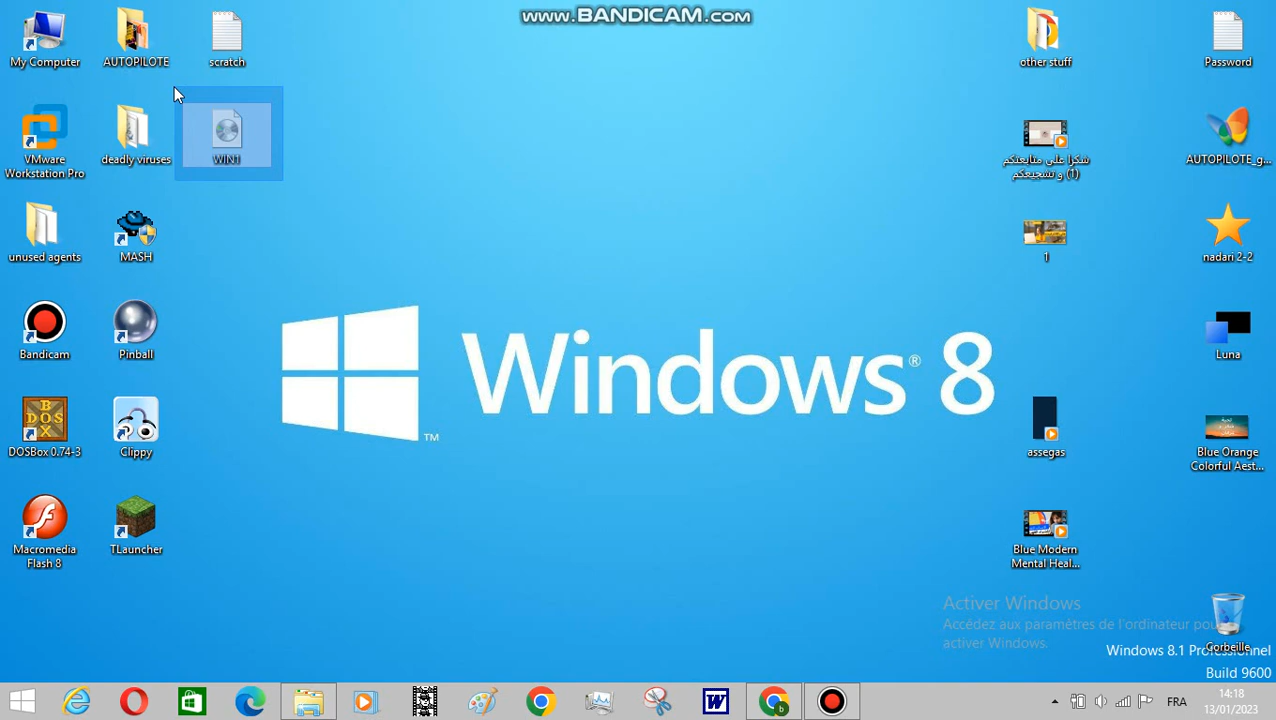 www.BANDICAM.com
My Computer
AUTOPILOTE
scratch
other stuff
Password
VMware
Workstation Pro
deadly viruses
WIN1
شكرا على متابعتكم
و تشجيعكم (1)
AUTOPILOTE_g...
unused agents
MASH
1
nadari 2-2
Bandicam
Pinball
Luna
Windows® 8
TM
DOSBox 0.74-3
Clippy
assegas
Blue Orange
Colorful Aest...
Macromedia
Flash 8
TLauncher
Blue Modern
Mental Heal...
Activer Windows
Accédez aux paramètres de l'ordinateur pou
activer Windows.
Corbeille
Windows 8.1 Professionnel
Build 9600
FRA
14:18
13/01/2023